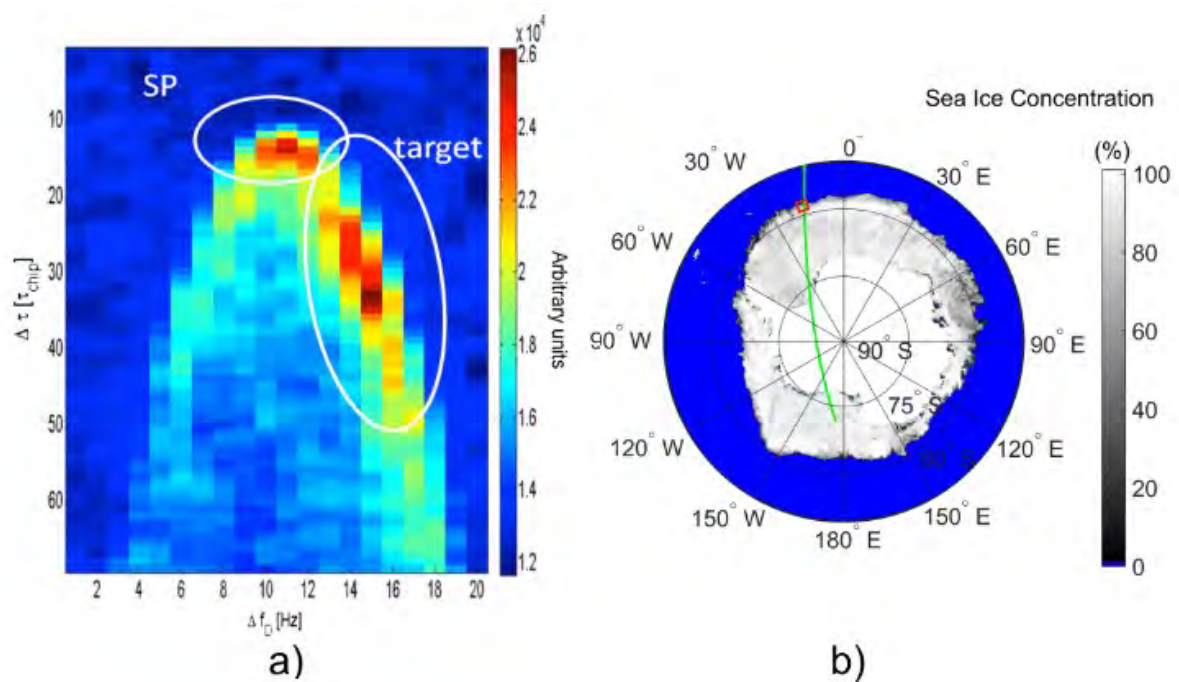 SP
target
10
20
30
40
50
60
Δ τ [τchip]
2 4 6 8 10 12 14 16 18 20
Δ fD [Hz]
x10⁴
2.6
2.4
2.2
2
1.8
1.6
1.4
1.2
Arbitrary units
a)
Sea Ice Concentration
(%)
100
80
60
40
20
0
0°
30° W
30° E
60° W
60° E
90° W
90° S
90° E
75° S
60° S
120° W
120° E
150° W
150° E
180° E
b)